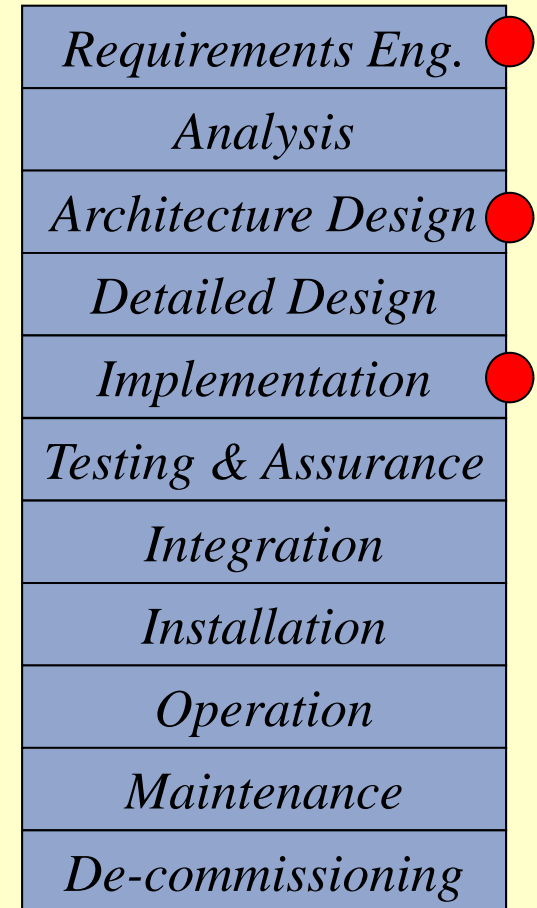 Requirements Eng.
Analysis
Architecture Design
Detailed Design
Implementation
Testing & Assurance
Integration
Installation
Operation
Maintenance
De-commissioning